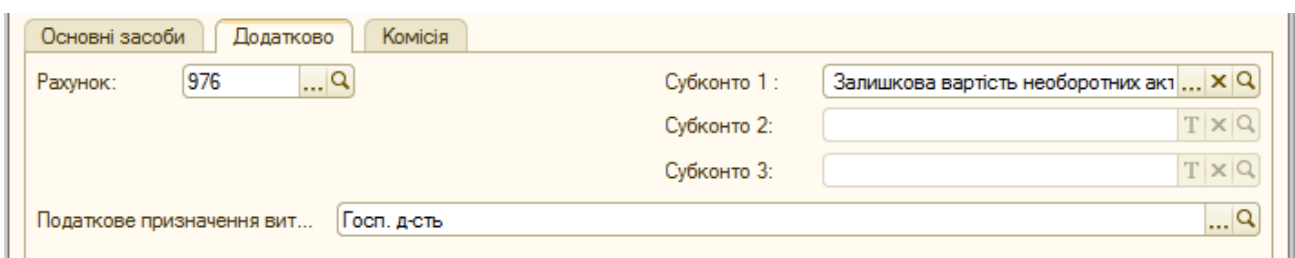 Основні засоби Додатково Комісія
Рахунок: 976 ... Субконто 1 : Залишкова вартість необоротних акт ...
Субконто 2: T
Субконто 3: T
Податкове призначення вит... Госп. д-сть ...